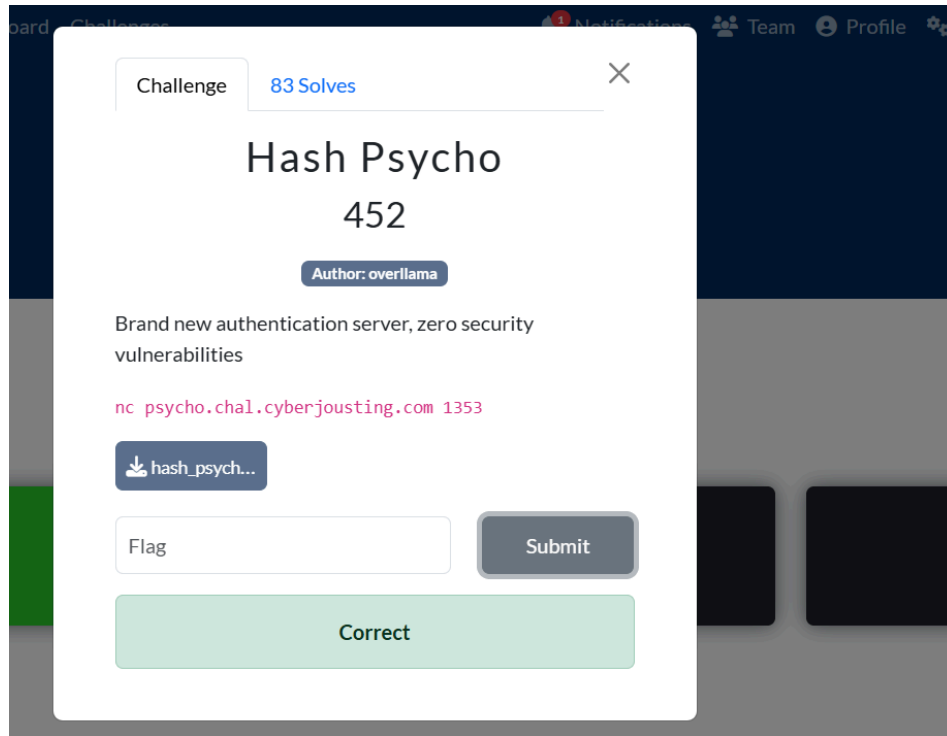 oard Challenges 1 Notifications Team Profile
Challenge 83 Solves
Hash Psycho
452
Author: overllama
Brand new authentication server, zero security
vulnerabilities
nc psycho.chal.cyberjousting.com 1353
hash_psych...
Flag Submit
Correct